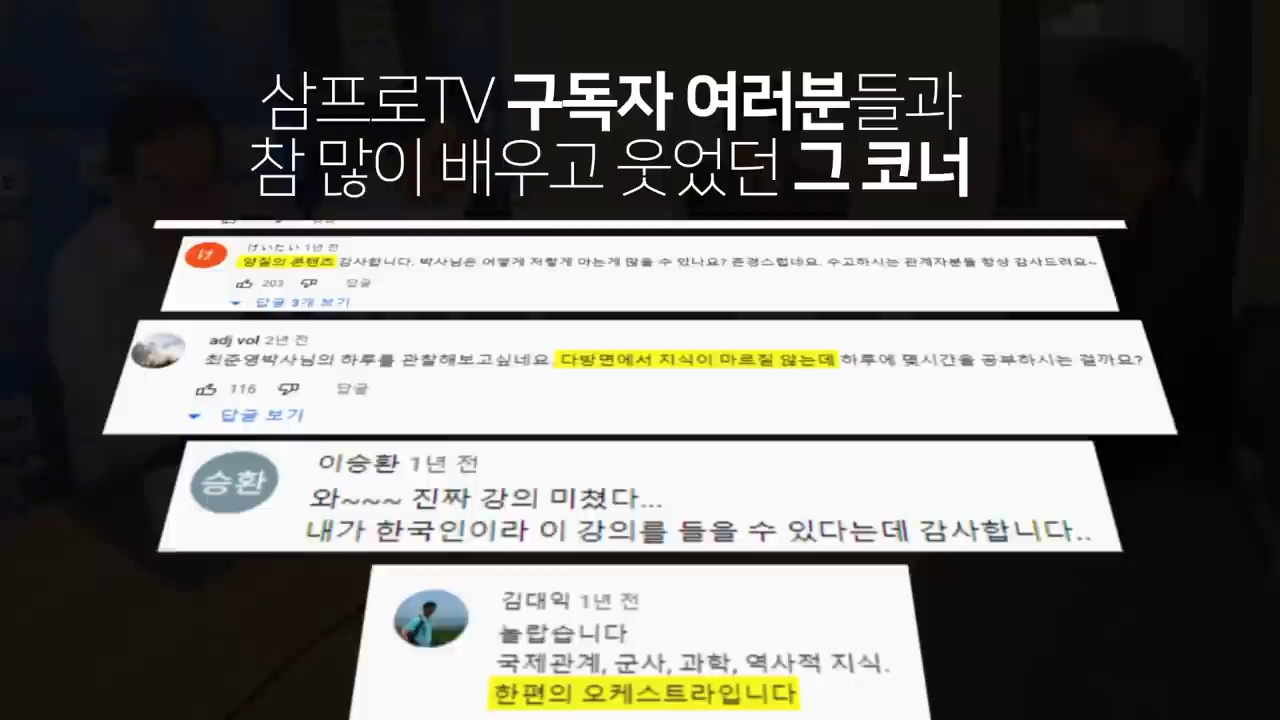 삼프로TV 구독자 여러분들과
참 많이 배우고 웃었던 그 코너
け
けいたい 1년 전
양질의 콘텐츠 감사합니다. 박사님은 어떻게 저렇게 아는게 많을 수 있나요? 존경스럽네요. 수고하시는 관계자분들 항상 감사드려요~
203 답글
답글 3개 보기
adj vol 2년 전
최준영박사님의 하루를 관찰해보고싶네요. 다방면에서 지식이 마르질 않는데 하루에 몇시간을 공부하시는 걸까요?
116 답글
답글 보기
승환
이승환 1년 전
와~~~ 진짜 강의 미쳤다...
내가 한국인이라 이 강의를 들을 수 있다는데 감사합니다..
김대익 1년 전
놀랍습니다
국제관계, 군사, 과학, 역사적 지식.
한편의 오케스트라입니다